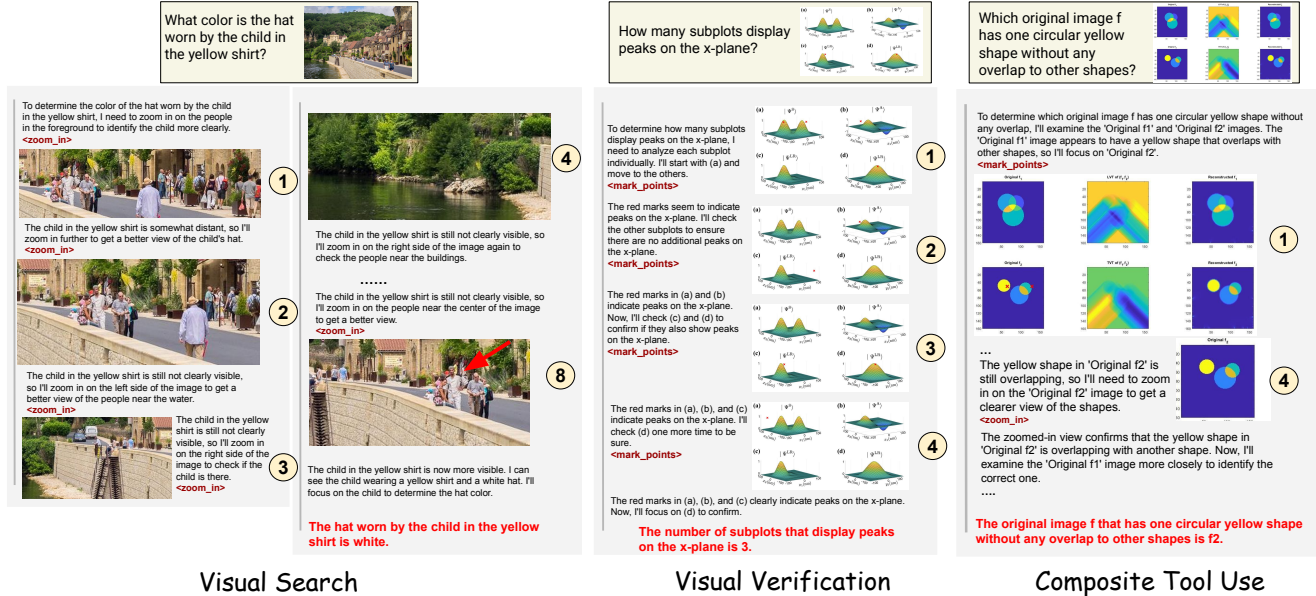 What color is the hat
worn by the child in
the yellow shirt?
To determine the color of the hat worn by the child
in the yellow shirt, I need to zoom in on the people
in the foreground to identify the child more clearly.
<zoom_in>
1
The child in the yellow shirt is somewhat distant, so I'll
zoom in further to get a better view of the child's hat.
<zoom_in>
2
The child in the yellow shirt is still not clearly visible,
so I'll zoom in on the left side of the image to get a
better view of the people near the water.
<zoom_in>
The child in the yellow
shirt is still not clearly
visible, so I'll zoom in
on the right side of the
image to check if the
child is there.
<zoom_in>
3
4
The child in the yellow shirt is still not clearly visible, so
I'll zoom in on the right side of the image again to
check the people near the buildings.
......
The child in the yellow shirt is still not clearly visible, so
I'll zoom in on the people near the center of the image
to get a better view.
<zoom_in>
8
The child in the yellow shirt is now more visible. I can
see the child wearing a yellow shirt and a white hat. I'll
focus on the child to determine the hat color.
The hat worn by the child in the yellow
shirt is white.
Visual Search
How many subplots display
peaks on the x-plane?
To determine how many subplots
display peaks on the x-plane, I
need to analyze each subplot
individually. I'll start with (a) and
move to the others.
<mark_points>
(a)
(b)
(c)
(d)
1
The red marks seem to indicate
peaks on the x-plane. I'll check
the other subplots to ensure
there are no additional peaks on
the x-plane.
<mark_points>
(a)
(b)
(c)
(d)
2
The red marks in (a) and (b)
indicate peaks on the x-plane.
Now, I'll check (c) and (d) to
confirm if they also show peaks
on the x-plane.
<mark_points>
(a)
(b)
(c)
(d)
3
The red marks in (a), (b), and (c)
indicate peaks on the x-plane. I'll
check (d) one more time to be
sure.
<mark_points>
(a)
(b)
(c)
(d)
4
The red marks in (a), (b), and (c) clearly indicate peaks on the x-plane.
Now, I'll focus on (d) to confirm.
The number of subplots that display peaks
on the x-plane is 3.
Visual Verification
Which original image f
has one circular yellow
shape without any
overlap to other shapes?
To determine which original image f has one circular yellow shape without
any overlap, I'll examine the 'Original f1' and 'Original f2' images. The
'Original f1' image appears to have a yellow shape that overlaps with
other shapes, so I'll focus on 'Original f2'.
<mark_points>
Original f1
LVT of (f1,f2)
Reconstructed f1
1
Original f2
TVT of (f1,f2)
Reconstructed f2
...
The yellow shape in 'Original f2' is
still overlapping, so I'll need to zoom
in on the 'Original f2' image to get a
clearer view of the shapes.
<zoom_in>
Original f2
4
The zoomed-in view confirms that the yellow shape in
'Original f2' is overlapping with another shape. Now, I'll
examine the 'Original f1' image more closely to identify the
correct one.
....
The original image f that has one circular yellow shape
without any overlap to other shapes is f2.
Composite Tool Use